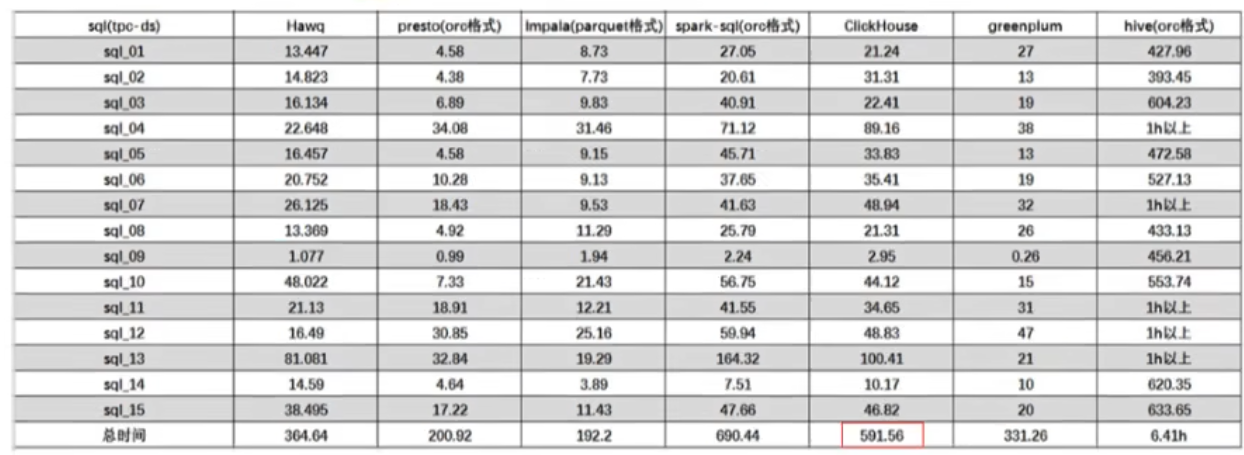 sql(tpc-ds) Hawq presto(orc格式) Impala(parquet格式) spark-sql(orc格式) ClickHouse greenplum hive(orc格式)
sql_01 13.447 4.58 8.73 27.05 21.24 27 427.96
sql_02 14.823 4.38 7.73 20.61 31.31 13 393.45
sql_03 16.134 6.89 9.83 40.91 22.41 19 604.23
sql_04 22.648 34.08 31.46 71.12 89.16 38 1h以上
sql_05 16.457 4.58 9.15 45.71 33.83 13 472.58
sql_06 20.752 10.28 9.13 37.65 35.41 19 527.13
sql_07 26.125 18.43 9.53 41.63 48.94 32 1h以上
sql_08 13.369 4.92 11.29 25.79 21.31 26 433.13
sql_09 1.077 0.99 1.94 2.24 2.95 0.26 456.21
sql_10 48.022 7.33 21.43 56.75 44.12 15 553.74
sql_11 21.13 18.91 12.21 41.55 34.65 31 1h以上
sql_12 16.49 30.85 25.16 59.94 48.83 47 1h以上
sql_13 81.081 32.84 19.29 164.32 100.41 21 1h以上
sql_14 14.59 4.64 3.89 7.51 10.17 10 620.35
sql_15 38.495 17.22 11.43 47.66 46.82 20 633.65
总时间 364.64 200.92 192.2 690.44 591.56 331.26 6.41h